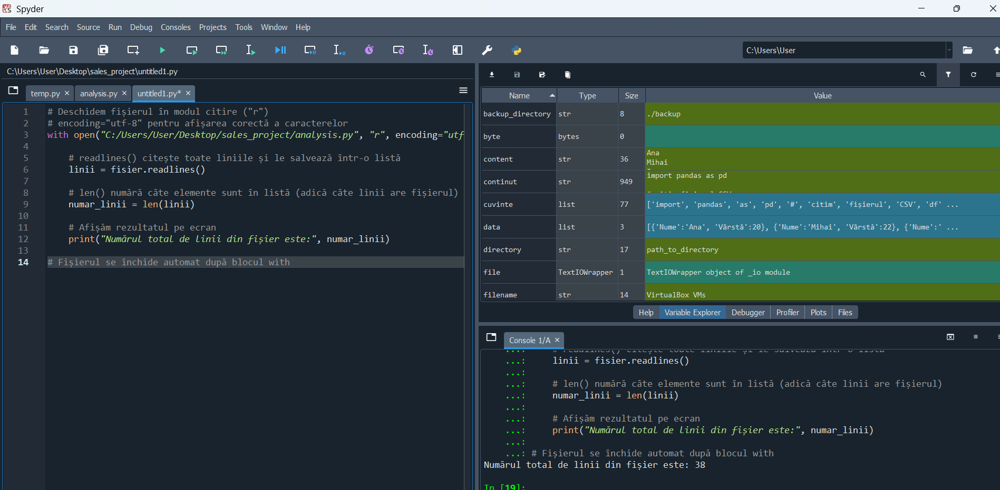 Spyder
File Edit Search Source Run Debug Consoles Projects Tools Window Help
C:\Users\User
C:\Users\User\Desktop\sales_project\untitled1.py
temp.py analysis.py untitled1.py*
1 # Deschidem fișierul în modul citire ("r")
2 # encoding="utf-8" pentru afișarea corectă a caracterelor
3 with open("C:/Users/User/Desktop/sales_project/analysis.py", "r", encoding="utf
4
5 # readlines() citește toate liniile și le salvează într-o listă
6 linii = fisier.readlines()
7
8 # len() numără câte elemente sunt în listă (adică câte linii are fișierul)
9 numar_linii = len(linii)
10
11 # Afișăm rezultatul pe ecran
12 print("Numărul total de linii din fișier este:", numar_linii)
13
14 # Fișierul se închide automat după blocul with
Name Type Size Value
backup_directory str 8 ./backup
byte bytes 0
content str 36 Ana
Mihai
continut str 949 import pandas as pd
cuvinte list 77 ['import', 'pandas', 'as', 'pd', '#', 'citim', 'fișierul', 'CSV', 'df' ...
data list 3 [{'Nume':'Ana', 'Vârstă':20}, {'Nume':'Mihai', 'Vârstă':22}, {'Nume':' ...
directory str 17 path_to_directory
file TextIOWrapper 1 TextIOWrapper object of _io module
filename str 14 VirtualBox VMs
Help Variable Explorer Debugger Profiler Plots Files
Console 1/A
...: # readlines() citește toate liniile și le salvează într-o listă
...: linii = fisier.readlines()
...:
...: # len() numără câte elemente sunt în listă (adică câte linii are fișierul)
...: numar_linii = len(linii)
...:
...: # Afișăm rezultatul pe ecran
...: print("Numărul total de linii din fișier este:", numar_linii)
...:
...: # Fișierul se închide automat după blocul with
Numărul total de linii din fișier este: 38
In [19]: